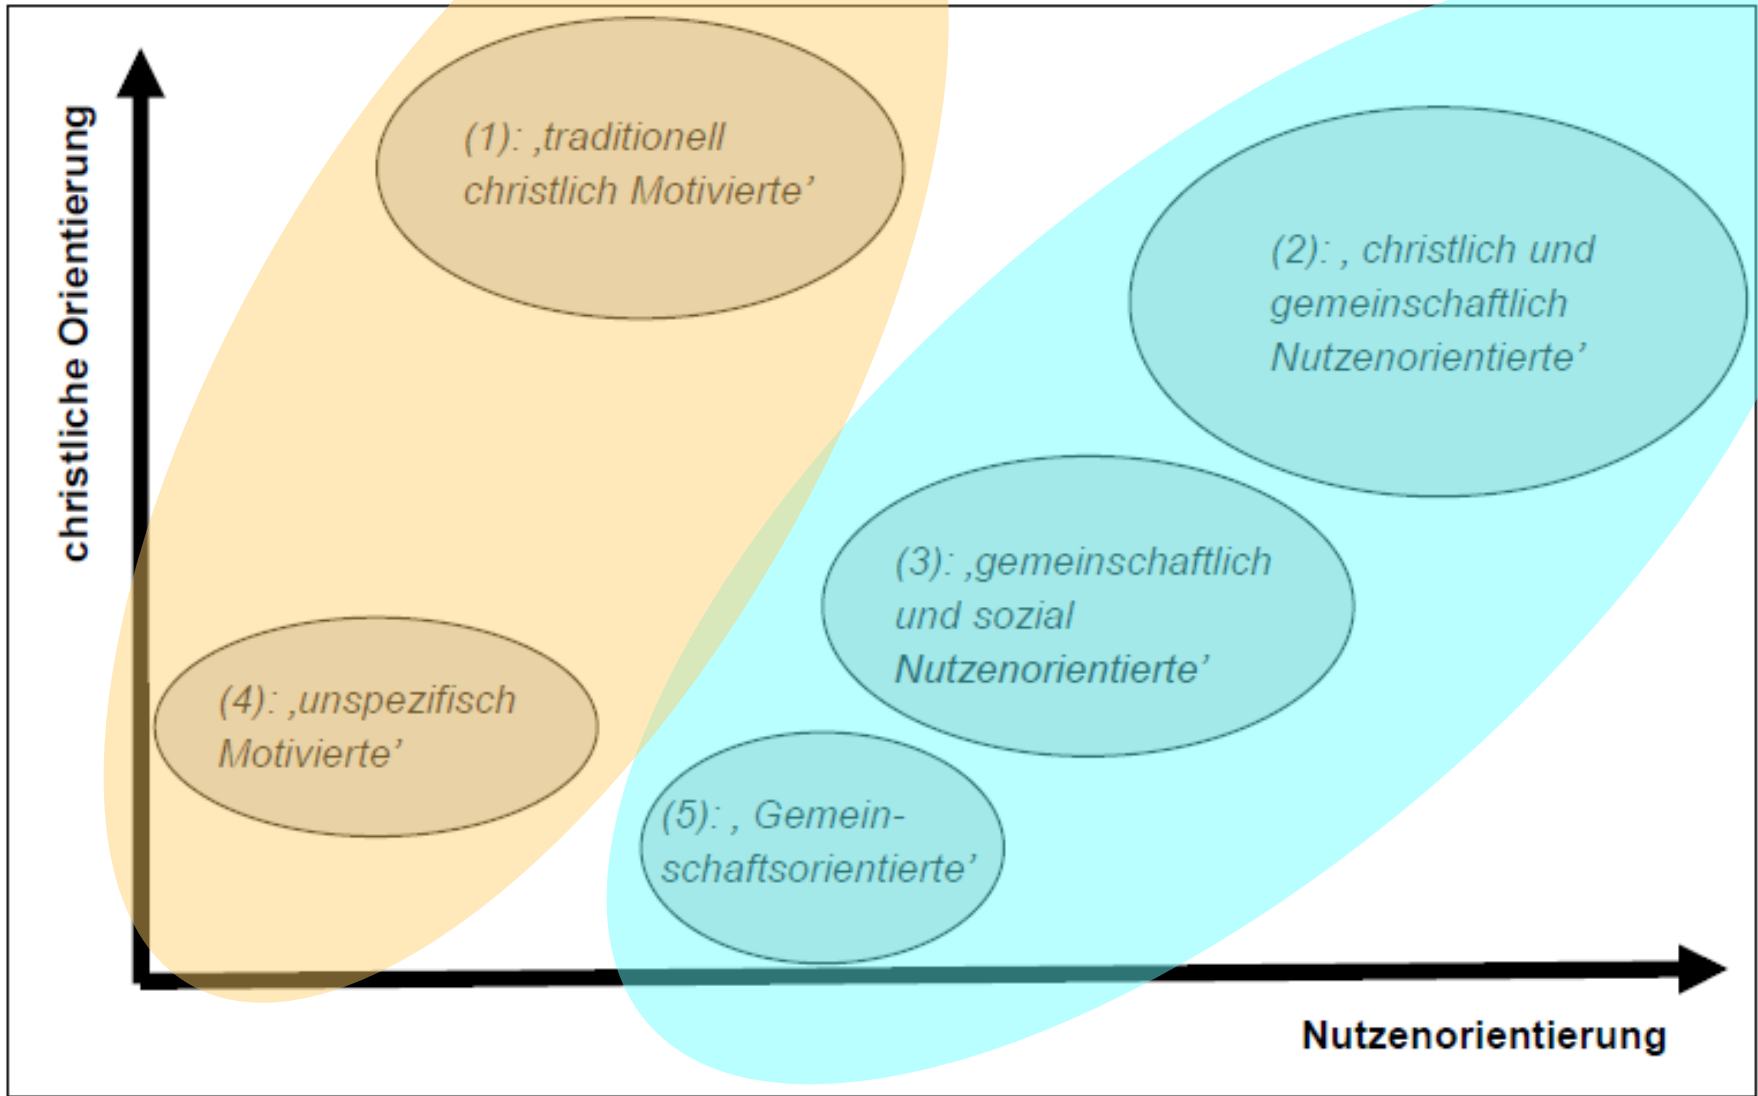 christliche Orientierung
(1): ‚traditionell
christlich Motivierte’
(2): ‚ christlich und
gemeinschaftlich
Nutzenorientierte’
(3): ‚gemeinschaftlich
und sozial
Nutzenorientierte’
(4): ‚unspezifisch
Motivierte’
(5): ‚ Gemein-
schaftsorientierte’
Nutzenorientierung